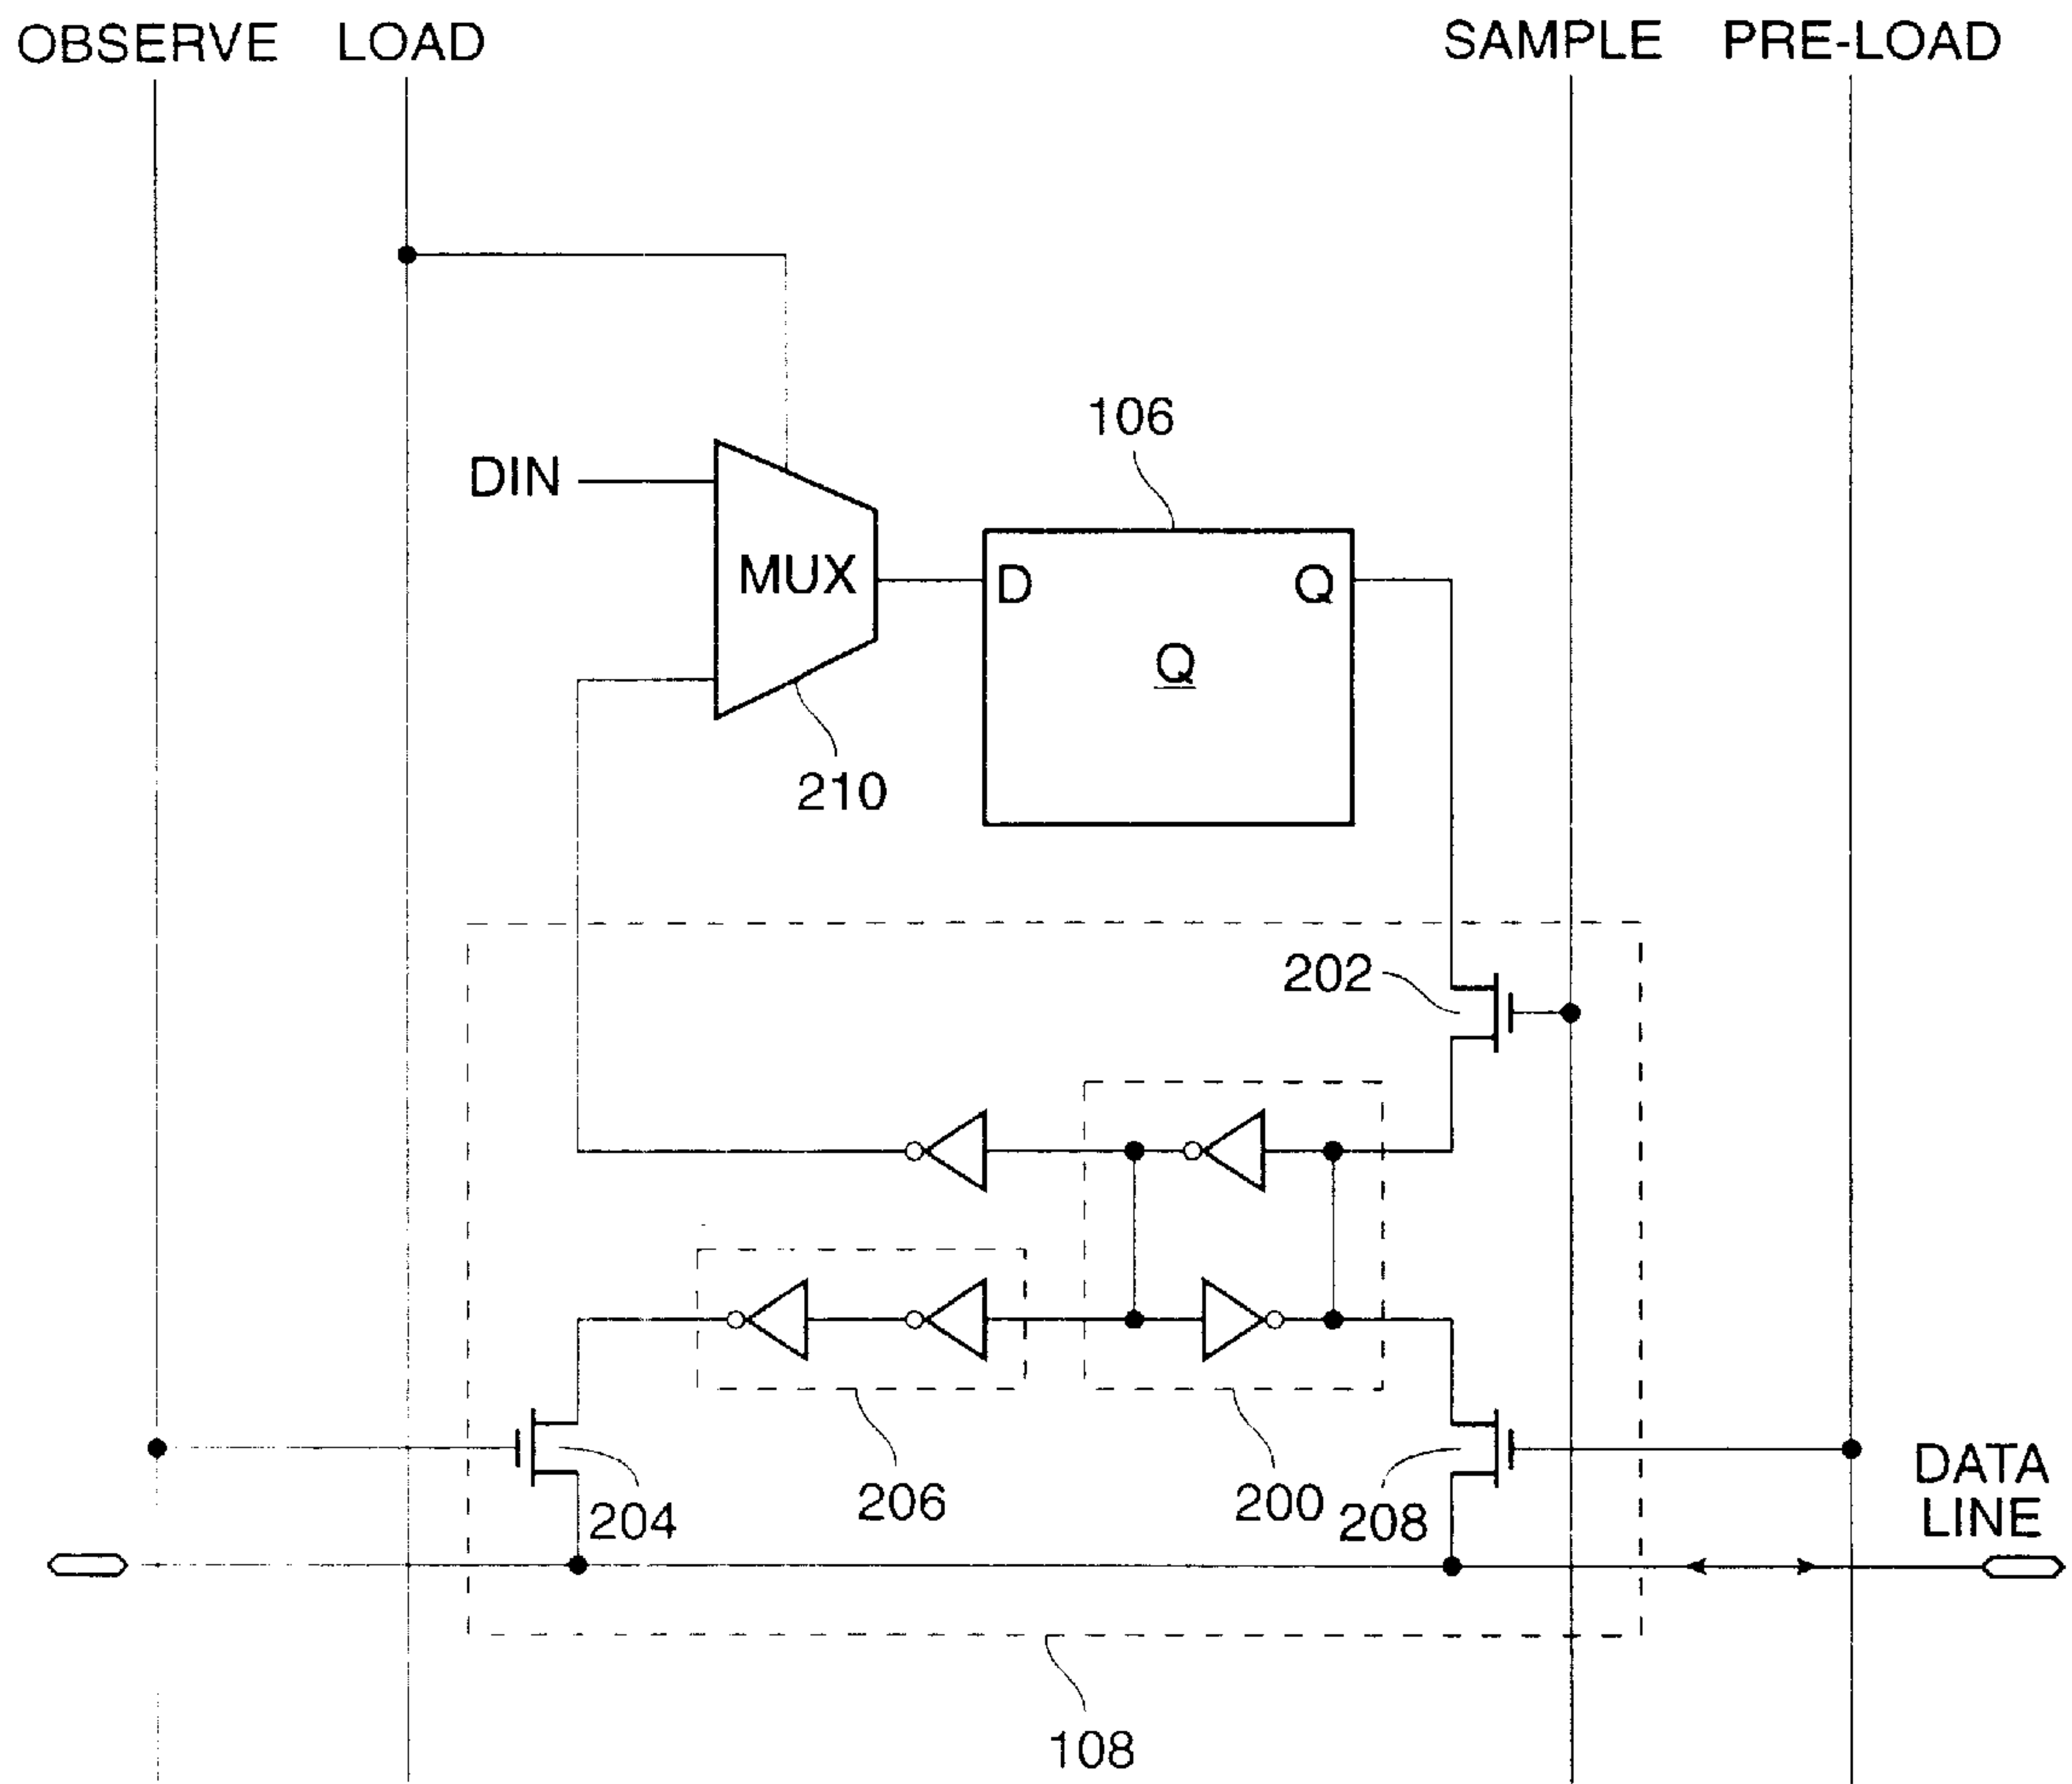 OBSERVE LOAD SAMPLE PRE-LOAD
106
DIN
MUX
D Q
Q
210
202
206
200
204
208
DATA
LINE
108